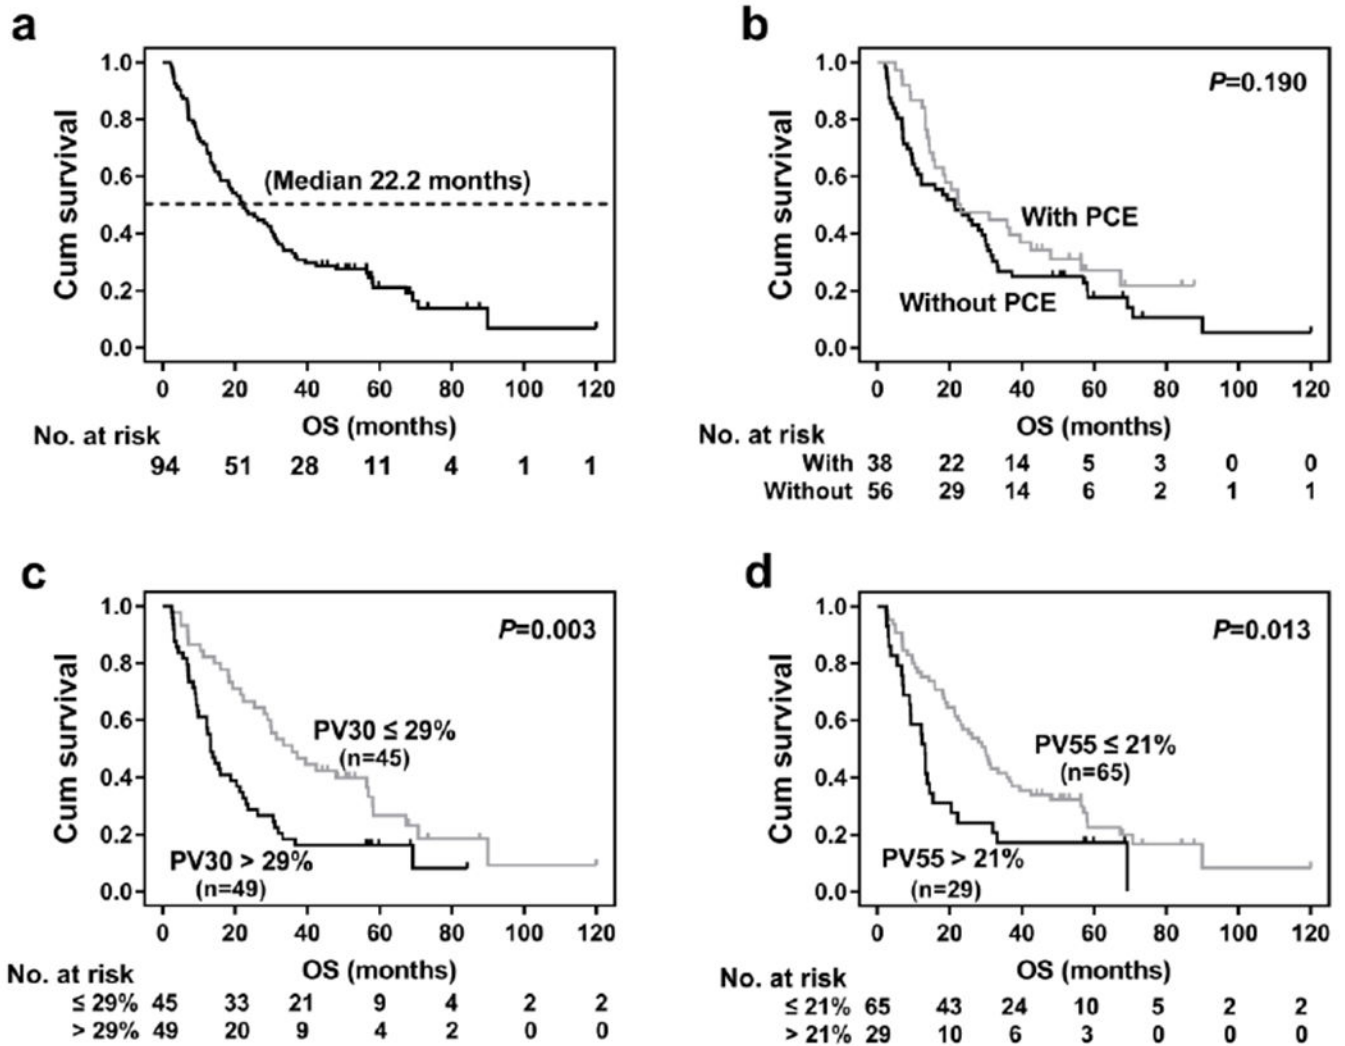 a
Cum survival
1.0
0.8
0.6
0.4
0.2
0.0
(Median 22.2 months)
0 20 40 60 80 100 120
OS (months)
No. at risk
94 51 28 11 4 1 1
b
Cum survival
1.0
0.8
0.6
0.4
0.2
0.0
P=0.190
With PCE
Without PCE
0 20 40 60 80 100 120
OS (months)
No. at risk
With 38 22 14 5 3 0 0
Without 56 29 14 6 2 1 1
c
Cum survival
1.0
0.8
0.6
0.4
0.2
0.0
P=0.003
PV30 ≤ 29%
(n=45)
PV30 > 29%
(n=49)
0 20 40 60 80 100 120
OS (months)
No. at risk
≤ 29% 45 33 21 9 4 2 2
> 29% 49 20 9 4 2 0 0
d
Cum survival
1.0
0.8
0.6
0.4
0.2
0.0
P=0.013
PV55 ≤ 21%
(n=65)
PV55 > 21%
(n=29)
0 20 40 60 80 100 120
OS (months)
No. at risk
≤ 21% 65 43 24 10 5 2 2
> 21% 29 10 6 3 0 0 0